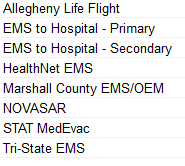 Allegheny Life Flight
EMS to Hospital - Primary
EMS to Hospital - Secondary
HealthNet EMS
Marshall County EMS/OEM
NOVASAR
STAT MedEvac
Tri-State EMS